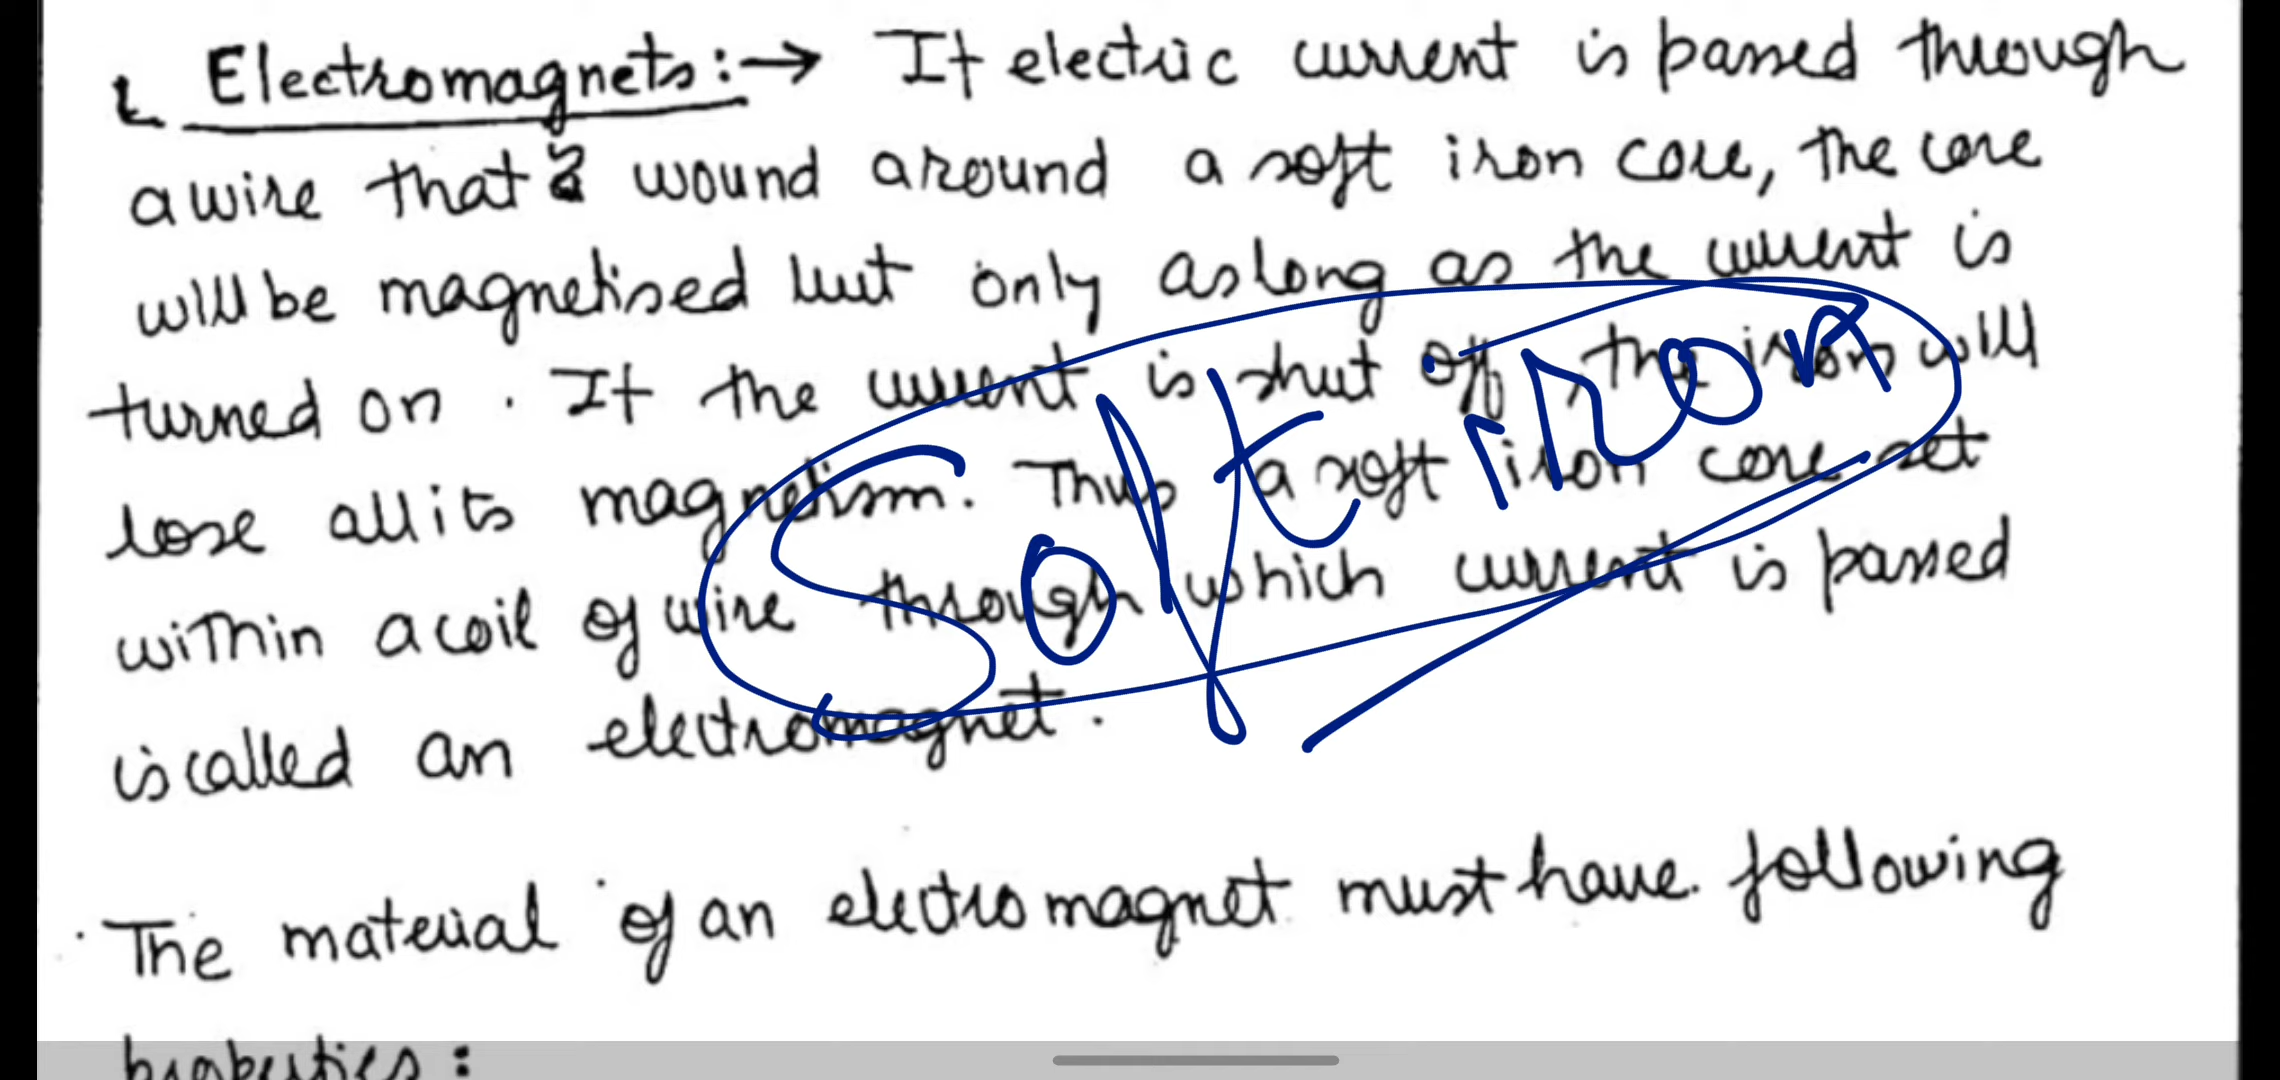 Electromagnets:→ If electric current is passed through
a wire that is wound around a soft iron core, the core
will be magnetised but only as long as the current is
turned on. If the current is shut off, the iron will
lose all its magnetism. Thus a soft iron core set
within a coil of wire through which current is passed
is called an electromagnet.
Soft iron
The material of an electromagnet must have following
properties: